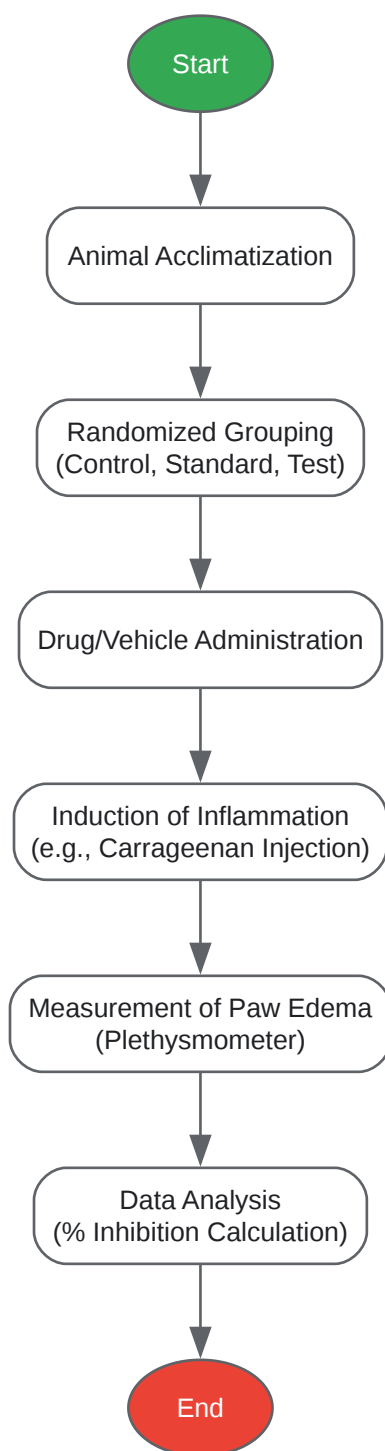 Start
Animal Acclimatization
Randomized Grouping
(Control, Standard, Test)
Drug/Vehicle Administration
Induction of Inflammation
(e.g., Carrageenan Injection)
Measurement of Paw Edema
(Plethysmometer)
Data Analysis
(% Inhibition Calculation)
End